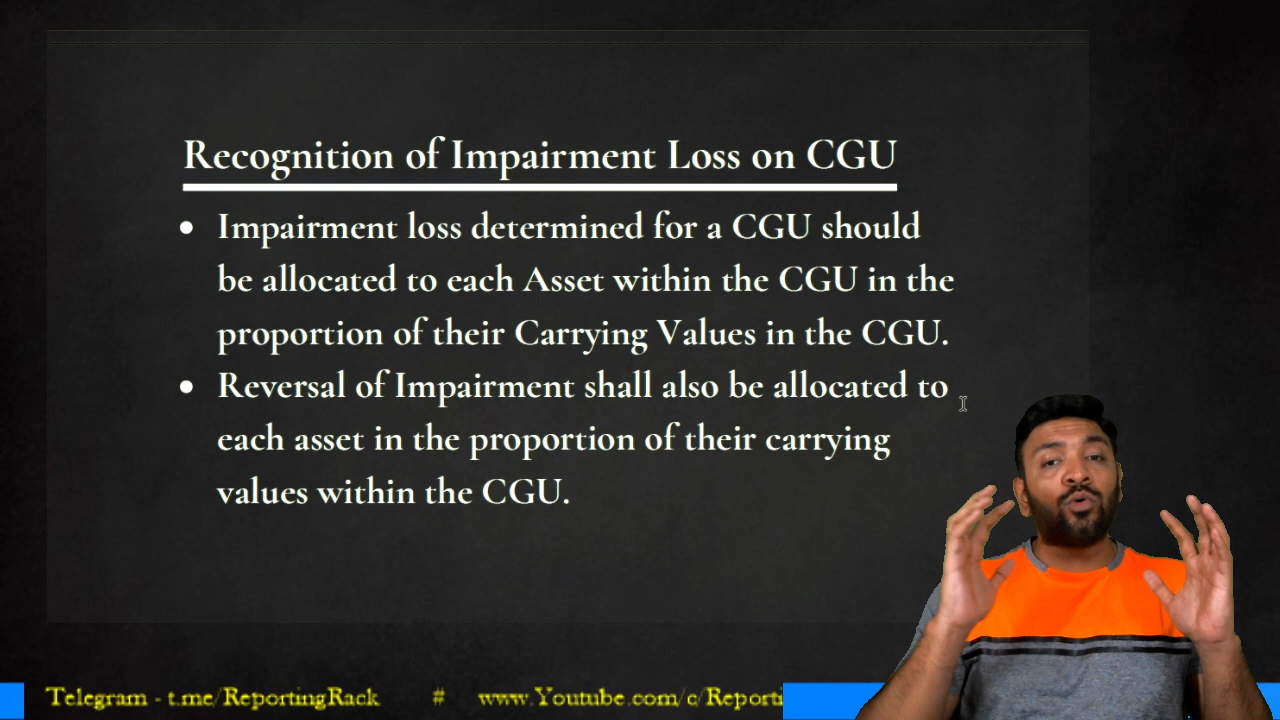 Recognition of Impairment Loss on CGU
• Impairment loss determined for a CGU should
be allocated to each Asset within the CGU in the
proportion of their Carrying Values in the CGU.
• Reversal of Impairment shall also be allocated to
each asset in the proportion of their carrying
values within the CGU.
Telegram - t.me/ReportingRack # www.Youtube.com/c/Reporti